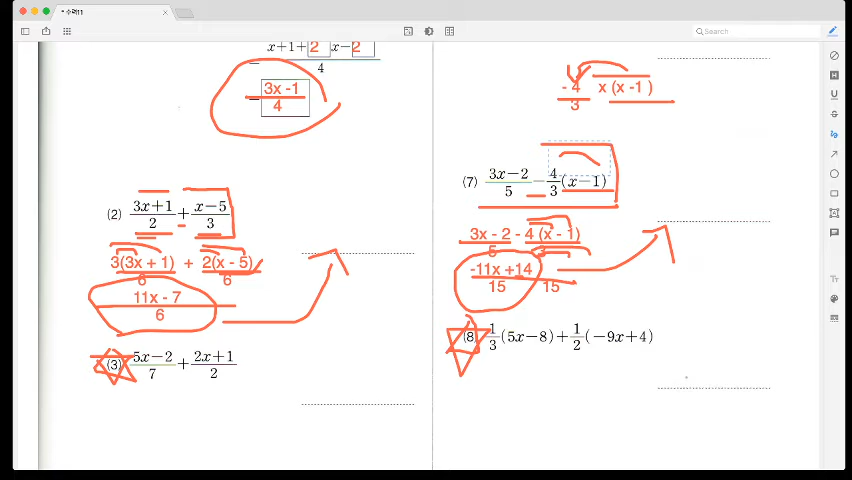 수력11
Search
x+1+2 x-2
4
= 3x -1
4
(2) 3x+1/2 + x-5/3
3(3x + 1) + 2(x - 5)
6 6
11x - 7
6
(3) 5x-2/7 + 2x+1/2
- 4 x (x -1 )
3
(7) 3x-2/5 - 4/3(x-1)
3x - 2 - 4 (x - 1)
5 3
-11x +14
15 15
(8) 1/3(5x-8)+1/2(-9x+4)